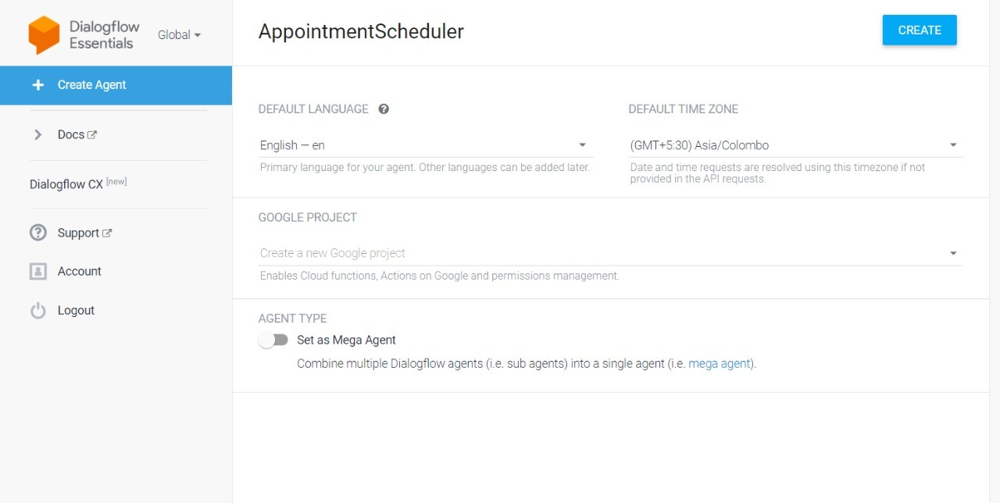 Dialogflow
Essentials
Global
AppointmentScheduler
CREATE
Create Agent
Docs
Dialogflow CX [new]
Support
Account
Logout
DEFAULT LANGUAGE
English — en
Primary language for your agent. Other languages can be added later.
DEFAULT TIME ZONE
(GMT+5:30) Asia/Colombo
Date and time requests are resolved using this timezone if not
provided in the API requests.
GOOGLE PROJECT
Create a new Google project
Enables Cloud functions, Actions on Google and permissions management.
AGENT TYPE
Set as Mega Agent
Combine multiple Dialogflow agents (i.e. sub agents) into a single agent (i.e. mega agent).